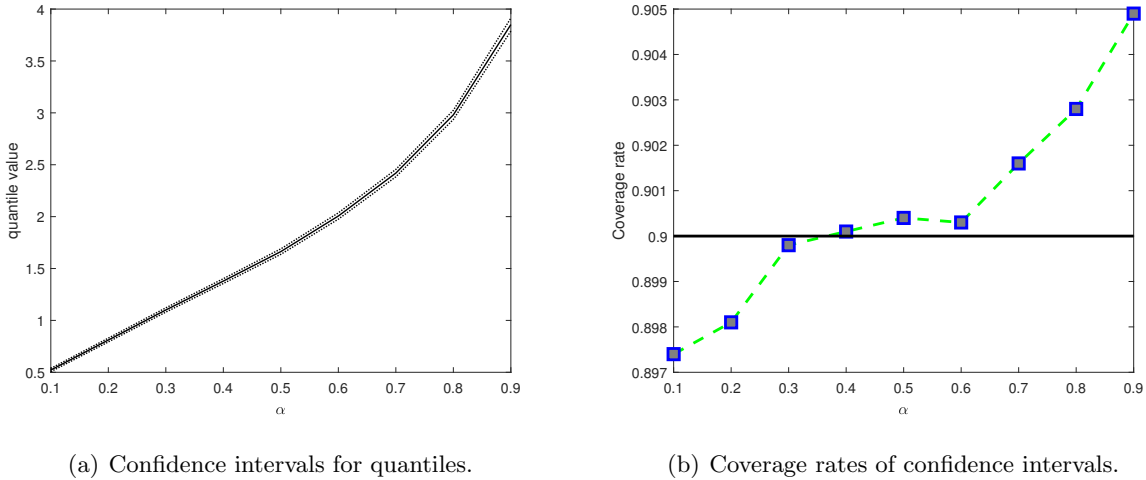 4
3.5
3
2.5
2
1.5
1
0.5
quantile value
0.1 0.2 0.3 0.4 0.5 0.6 0.7 0.8 0.9
α
(a) Confidence intervals for quantiles.
0.905
0.904
0.903
0.902
0.901
0.9
0.899
0.898
0.897
Coverage rate
0.1 0.2 0.3 0.4 0.5 0.6 0.7 0.8 0.9
α
(b) Coverage rates of confidence intervals.